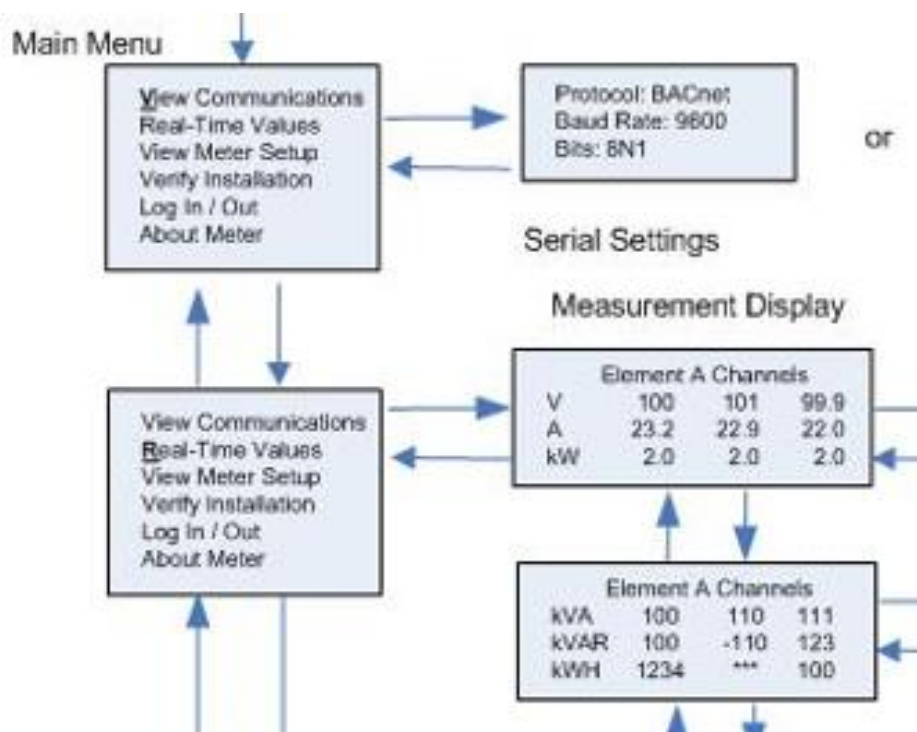 Main Menu
View Communications
Real-Time Values
View Meter Setup
Verify Installation
Log In / Out
About Meter
Protocol: BACnet
Baud Rate: 9600
Bits: 8N1
or
Serial Settings
Measurement Display
View Communications
Real-Time Values
View Meter Setup
Verify Installation
Log In / Out
About Meter
Element A Channels
V 100 101 99.9
A 23.2 22.9 22.0
kW 2.0 2.0 2.0
Element A Channels
kVA 100 110 111
kVAR 100 -110 123
kWH 1234 *** 100